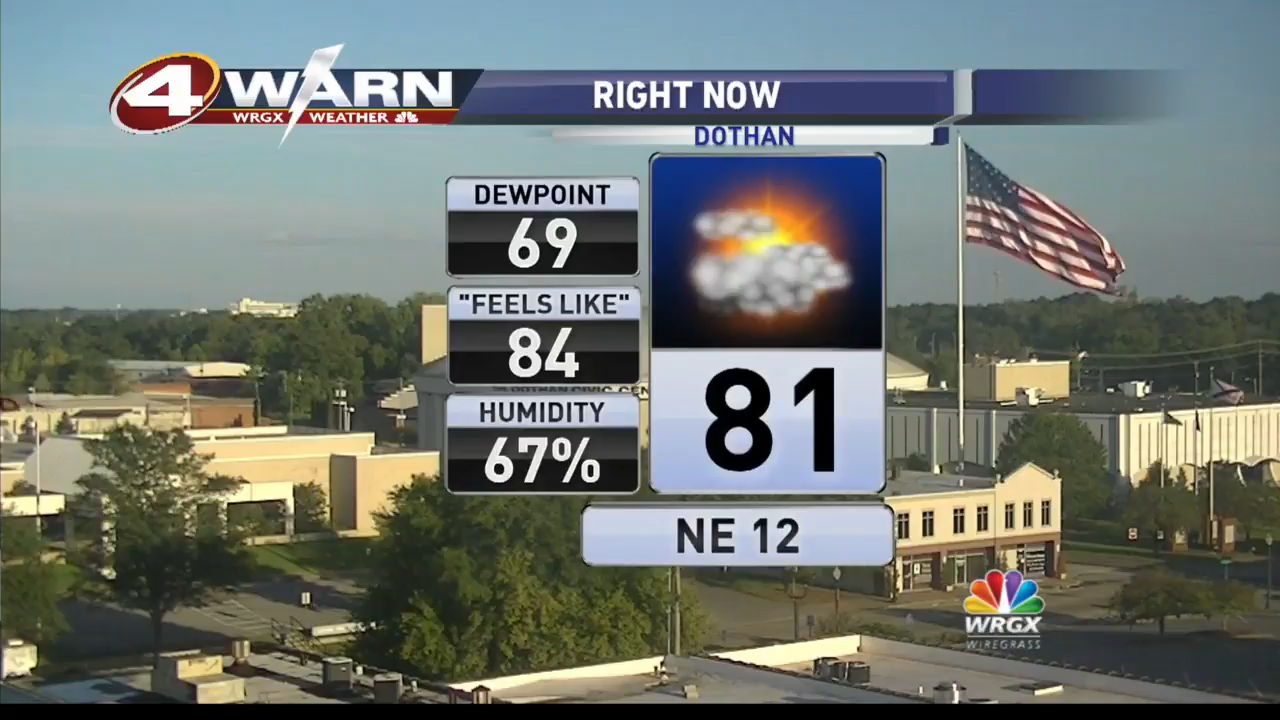 4WARN
WRGX WEATHER
RIGHT NOW
DOTHAN
DEWPOINT
69
"FEELS LIKE"
84
HUMIDITY
67%
81
NE 12
WRGX
WIREGRASS